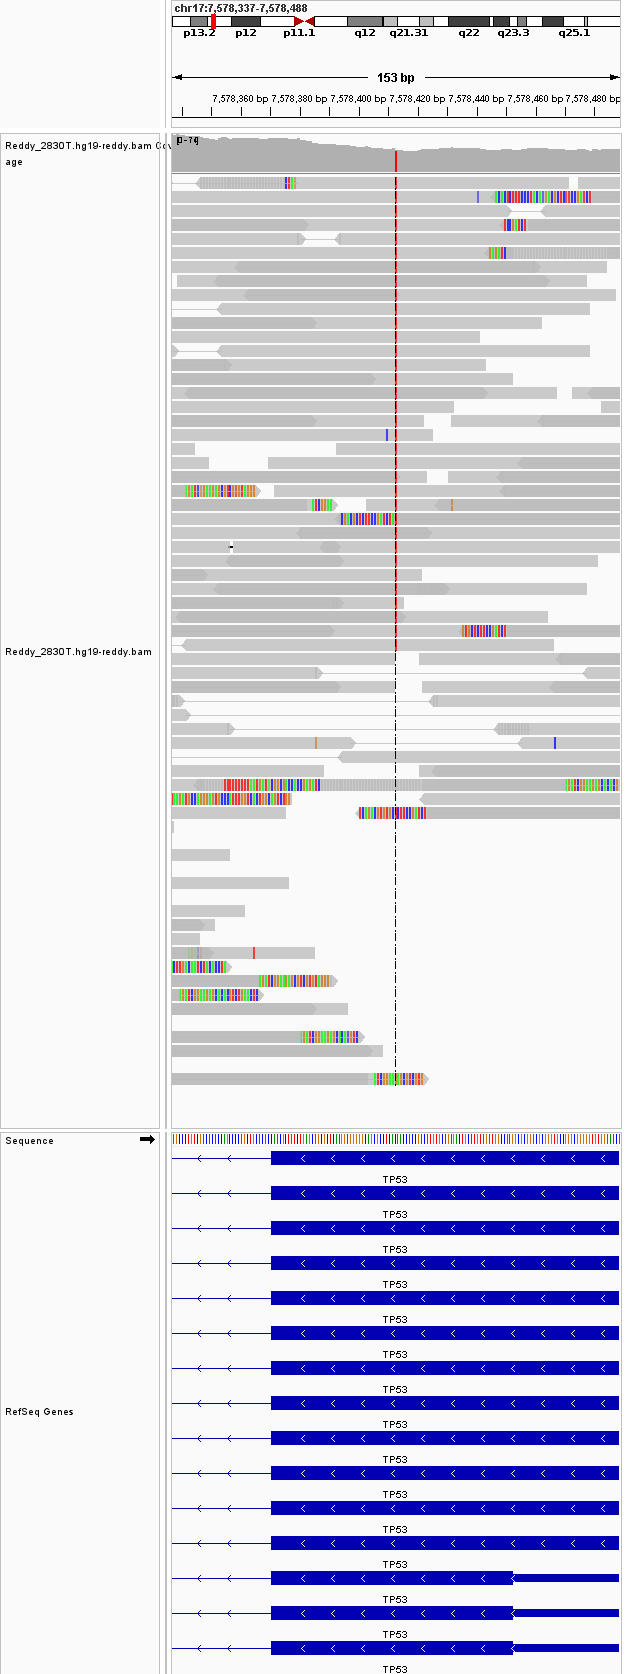 chr17:7,578,337-7,578,488
p13.2 p12 p11.1 q12 q21.31 q22 q23.3 q25.1
153 bp
7,578,360 bp 7,578,380 bp 7,578,400 bp 7,578,420 bp 7,578,440 bp 7,578,460 bp 7,578,480 bp
Reddy_2830T.hg19-reddy.bam Cov
age
Reddy_2830T.hg19-reddy.bam
Sequence
TP53
TP53
TP53
TP53
TP53
TP53
TP53
RefSeq Genes
TP53
TP53
TP53
TP53
TP53
TP53
TP53
TP53